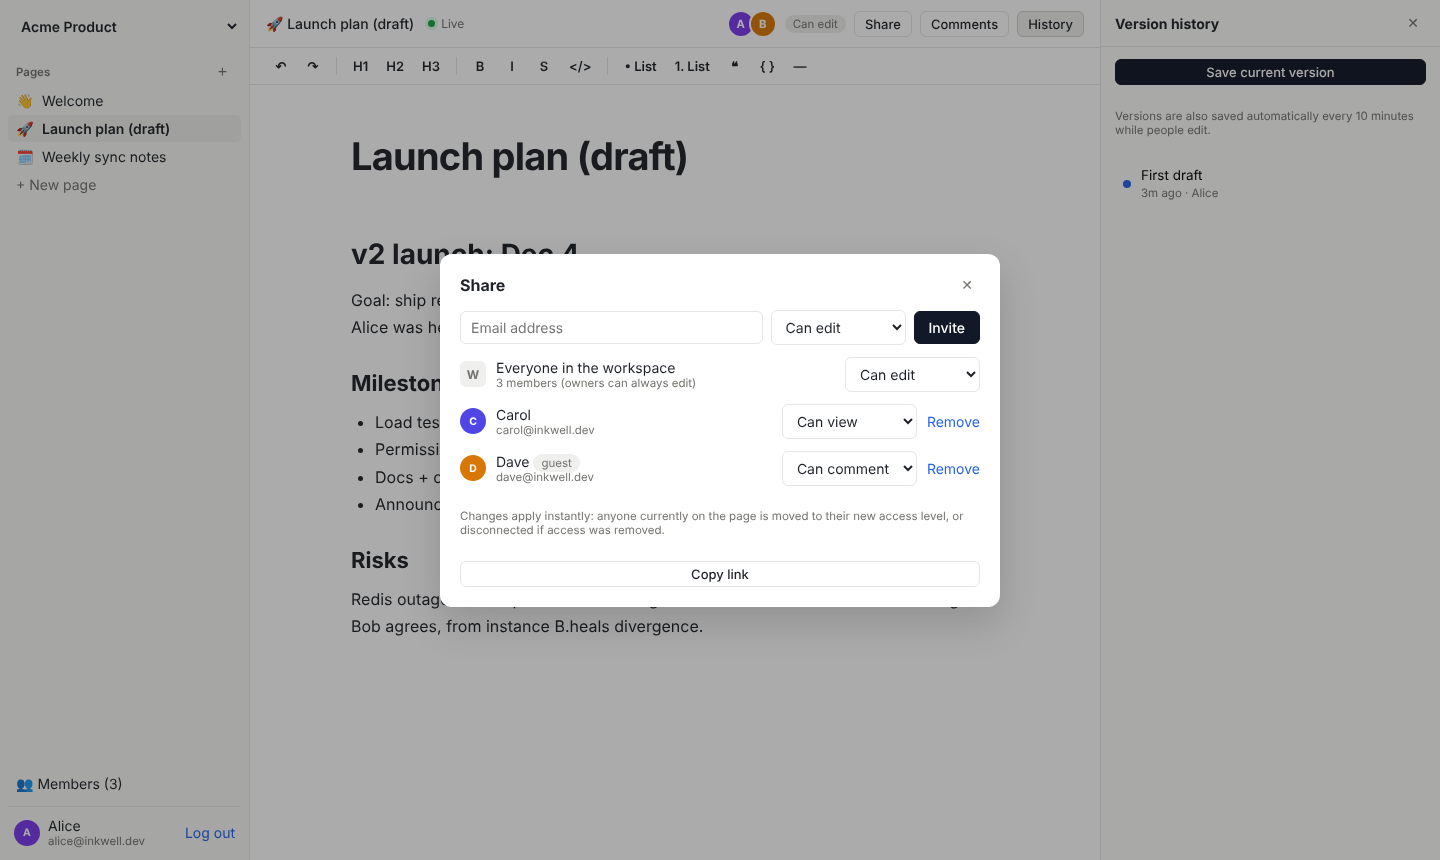 Acme Product
Pages
+
👋 Welcome
🚀 Launch plan (draft)
🗓️ Weekly sync notes
+ New page
👥 Members (3)
A
Alice
alice@inkwell.dev
Log out
🚀 Launch plan (draft)
Live
A
B
Can edit
Share
Comments
History
↶ ↷ H1 H2 H3 B I S </> • List 1. List ❝ { } —
Launch plan (draft)
v2 launch: Dec 4
Goal: ship re
Alice was he
Mileston
Load tes
Permissi
Docs + d
Announc
Risks
Redis outag
Bob agrees, from instance B.heals divergence.
Share
×
Email address
Can edit
Invite
W
Everyone in the workspace
3 members (owners can always edit)
Can edit
C
Carol
carol@inkwell.dev
Can view
Remove
D
Dave guest
dave@inkwell.dev
Can comment
Remove
Changes apply instantly: anyone currently on the page is moved to their new access level, or
disconnected if access was removed.
Copy link
Version history
×
Save current version
Versions are also saved automatically every 10 minutes
while people edit.
First draft
3m ago · Alice